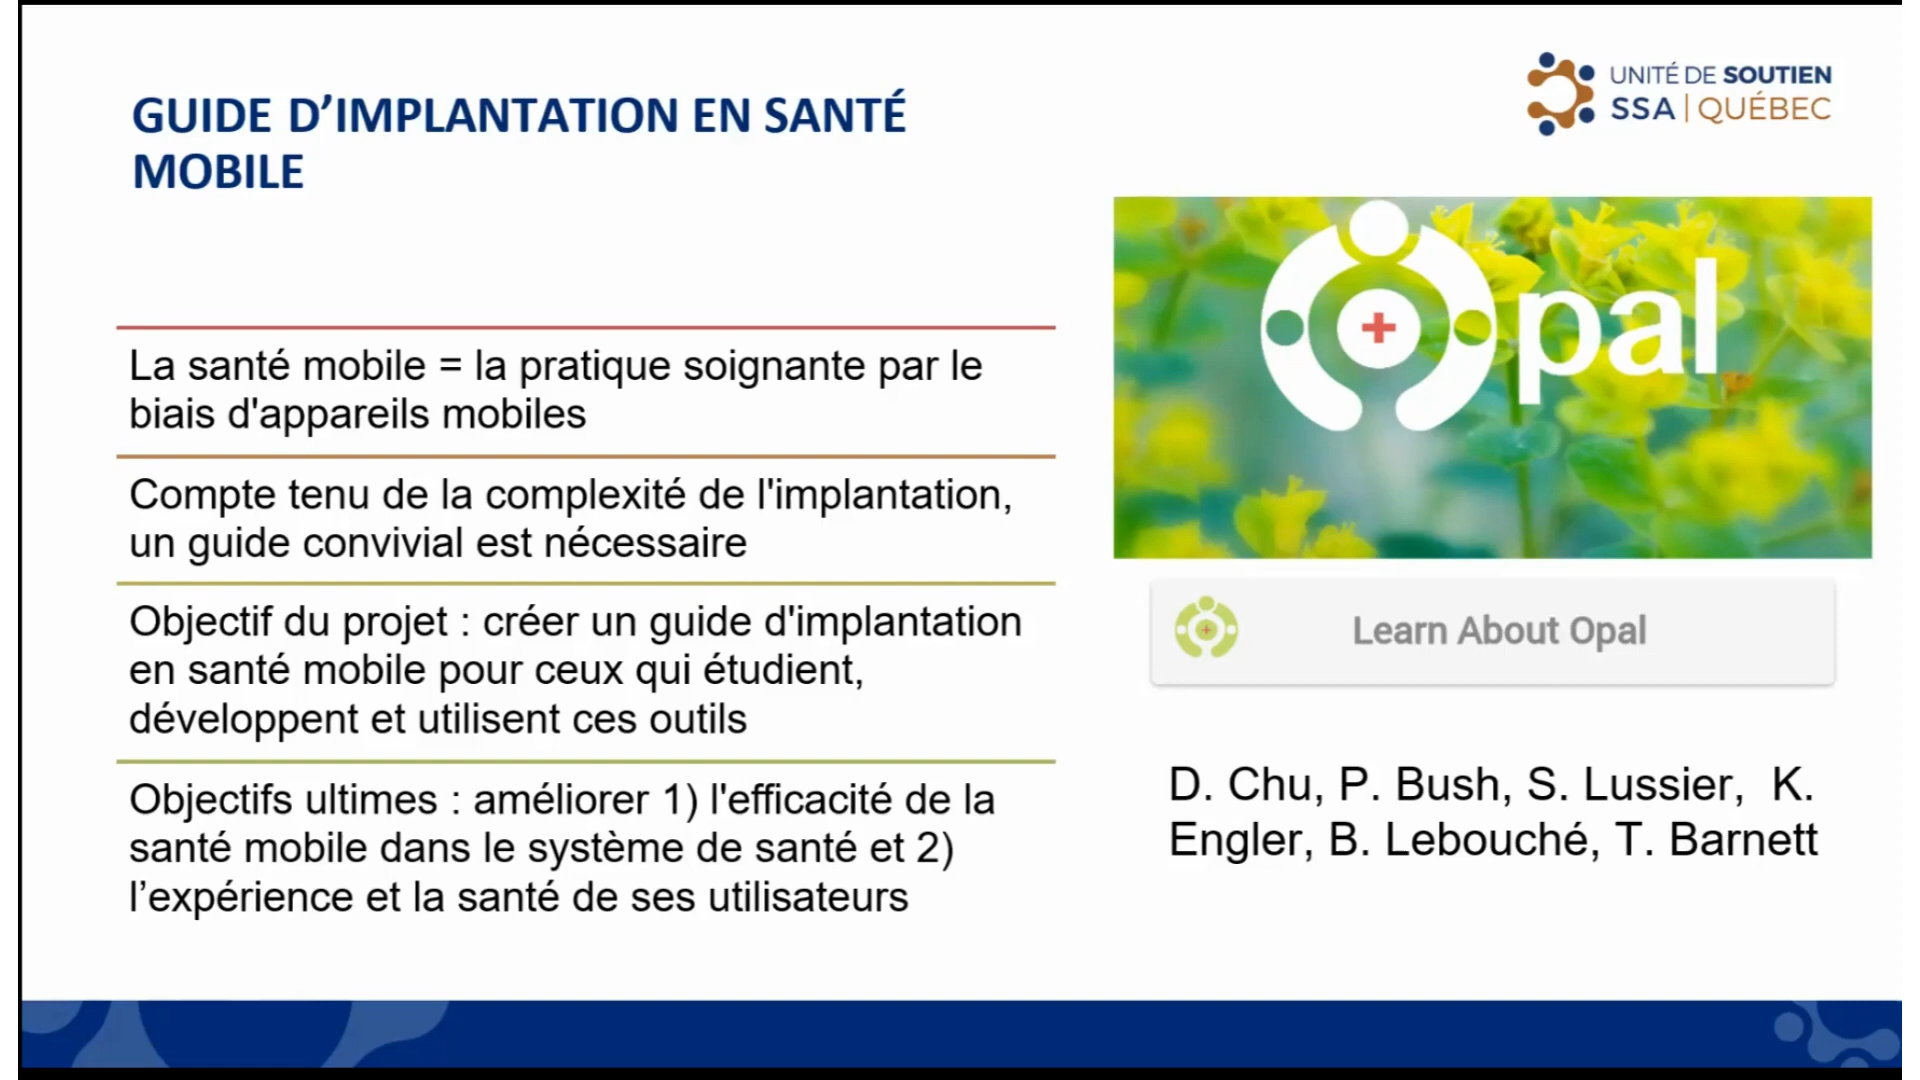 GUIDE D’IMPLANTATION EN SANTÉ
MOBILE
UNITÉ DE SOUTIEN
SSA | QUÉBEC
La santé mobile = la pratique soignante par le
biais d'appareils mobiles
Compte tenu de la complexité de l'implantation,
un guide convivial est nécessaire
Objectif du projet : créer un guide d'implantation
en santé mobile pour ceux qui étudient,
développent et utilisent ces outils
Objectifs ultimes : améliorer 1) l'efficacité de la
santé mobile dans le système de santé et 2)
l’expérience et la santé de ses utilisateurs
Opal
Learn About Opal
D. Chu, P. Bush, S. Lussier, K.
Engler, B. Lebouché, T. Barnett